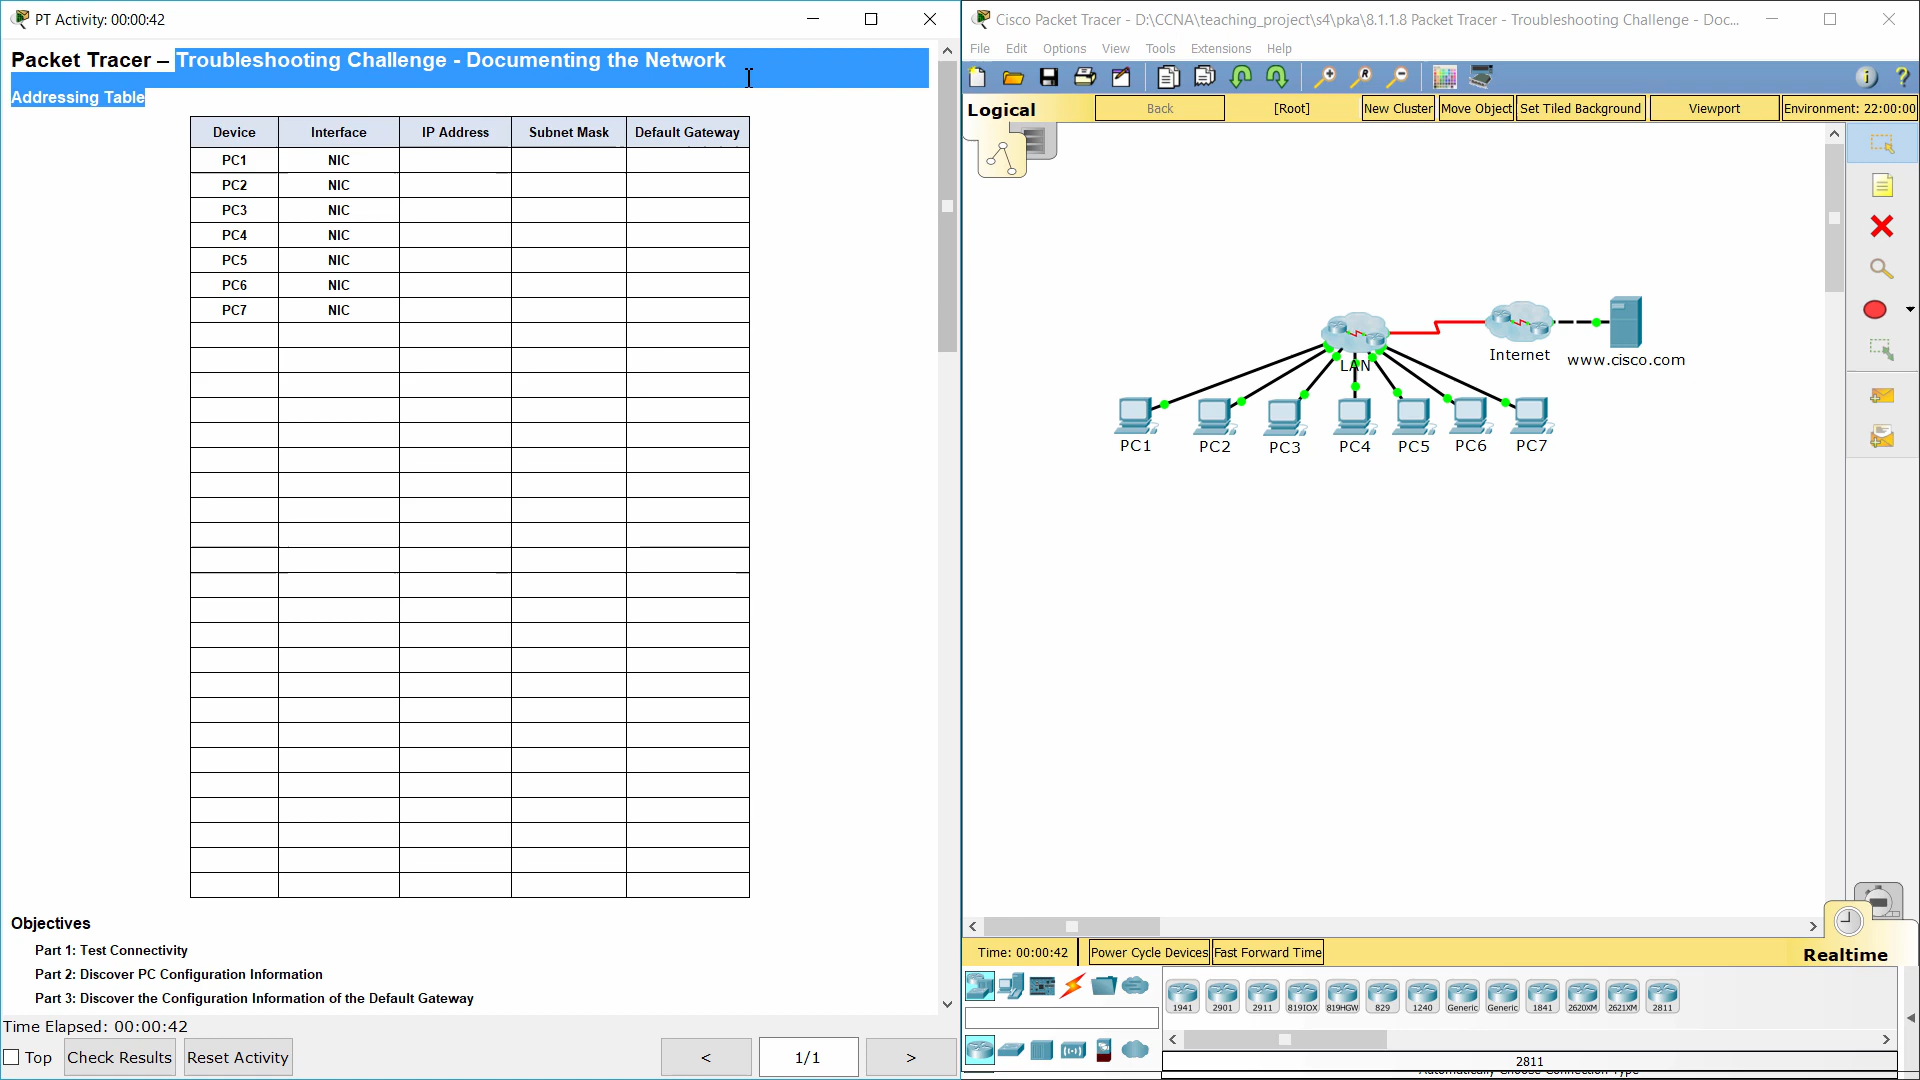 PT Activity: 00:00:42
Packet Tracer – Troubleshooting Challenge - Documenting the Network
Addressing Table
Device Interface IP Address Subnet Mask Default Gateway
PC1 NIC
PC2 NIC
PC3 NIC
PC4 NIC
PC5 NIC
PC6 NIC
PC7 NIC
Objectives
Part 1: Test Connectivity
Part 2: Discover PC Configuration Information
Part 3: Discover the Configuration Information of the Default Gateway
Time Elapsed: 00:00:42
Top Check Results Reset Activity < 1/1 >
Cisco Packet Tracer - D:\CCNA\teaching_project\s4\pka\8.1.1.8 Packet Tracer - Troubleshooting Challenge - Doc...
File Edit Options View Tools Extensions Help
Logical Back [Root] New Cluster Move Object Set Tiled Background Viewport Environment: 22:00:00
LAN
Internet
www.cisco.com
PC1 PC2 PC3 PC4 PC5 PC6 PC7
Time: 00:00:42 Power Cycle Devices Fast Forward Time
Realtime
1941 2901 2911 819IOX 819HGW 829 1240 Generic Generic 1841 2620XM 2621XM 2811
2811
Automatically Choose Connection Type